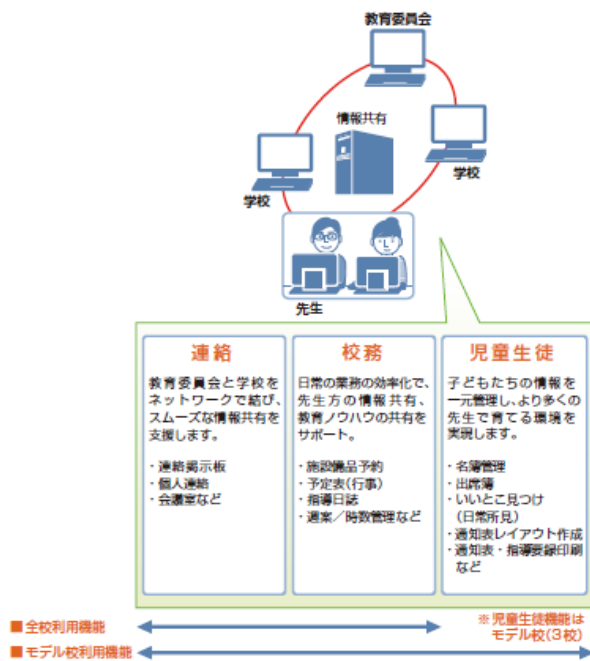 教育委員会
情報共有
学校
学校
先生
連絡
教育委員会と学校を
ネットワークで結び、
スムーズな情報共有を
支援します。
・連絡掲示板
・個人連絡
・会議室など
校務
日常の業務の効率化で、
先生方の情報共有、
教育ノウハウの共有を
サポート。
・施設備品予約
・予定表(行事)
・指導日誌
・週案／時数管理など
児童生徒
子どもたちの情報を
一元管理し、より多くの
先生で育てる環境を
実現します。
・名簿管理
・出席簿
・いいとこ見つけ
(日常所見)
・通知表レイアウト作成
・通知表・指導要録印刷
など
■全校利用機能
※児童生徒機能は
モデル校(3校)
■モデル校利用機能